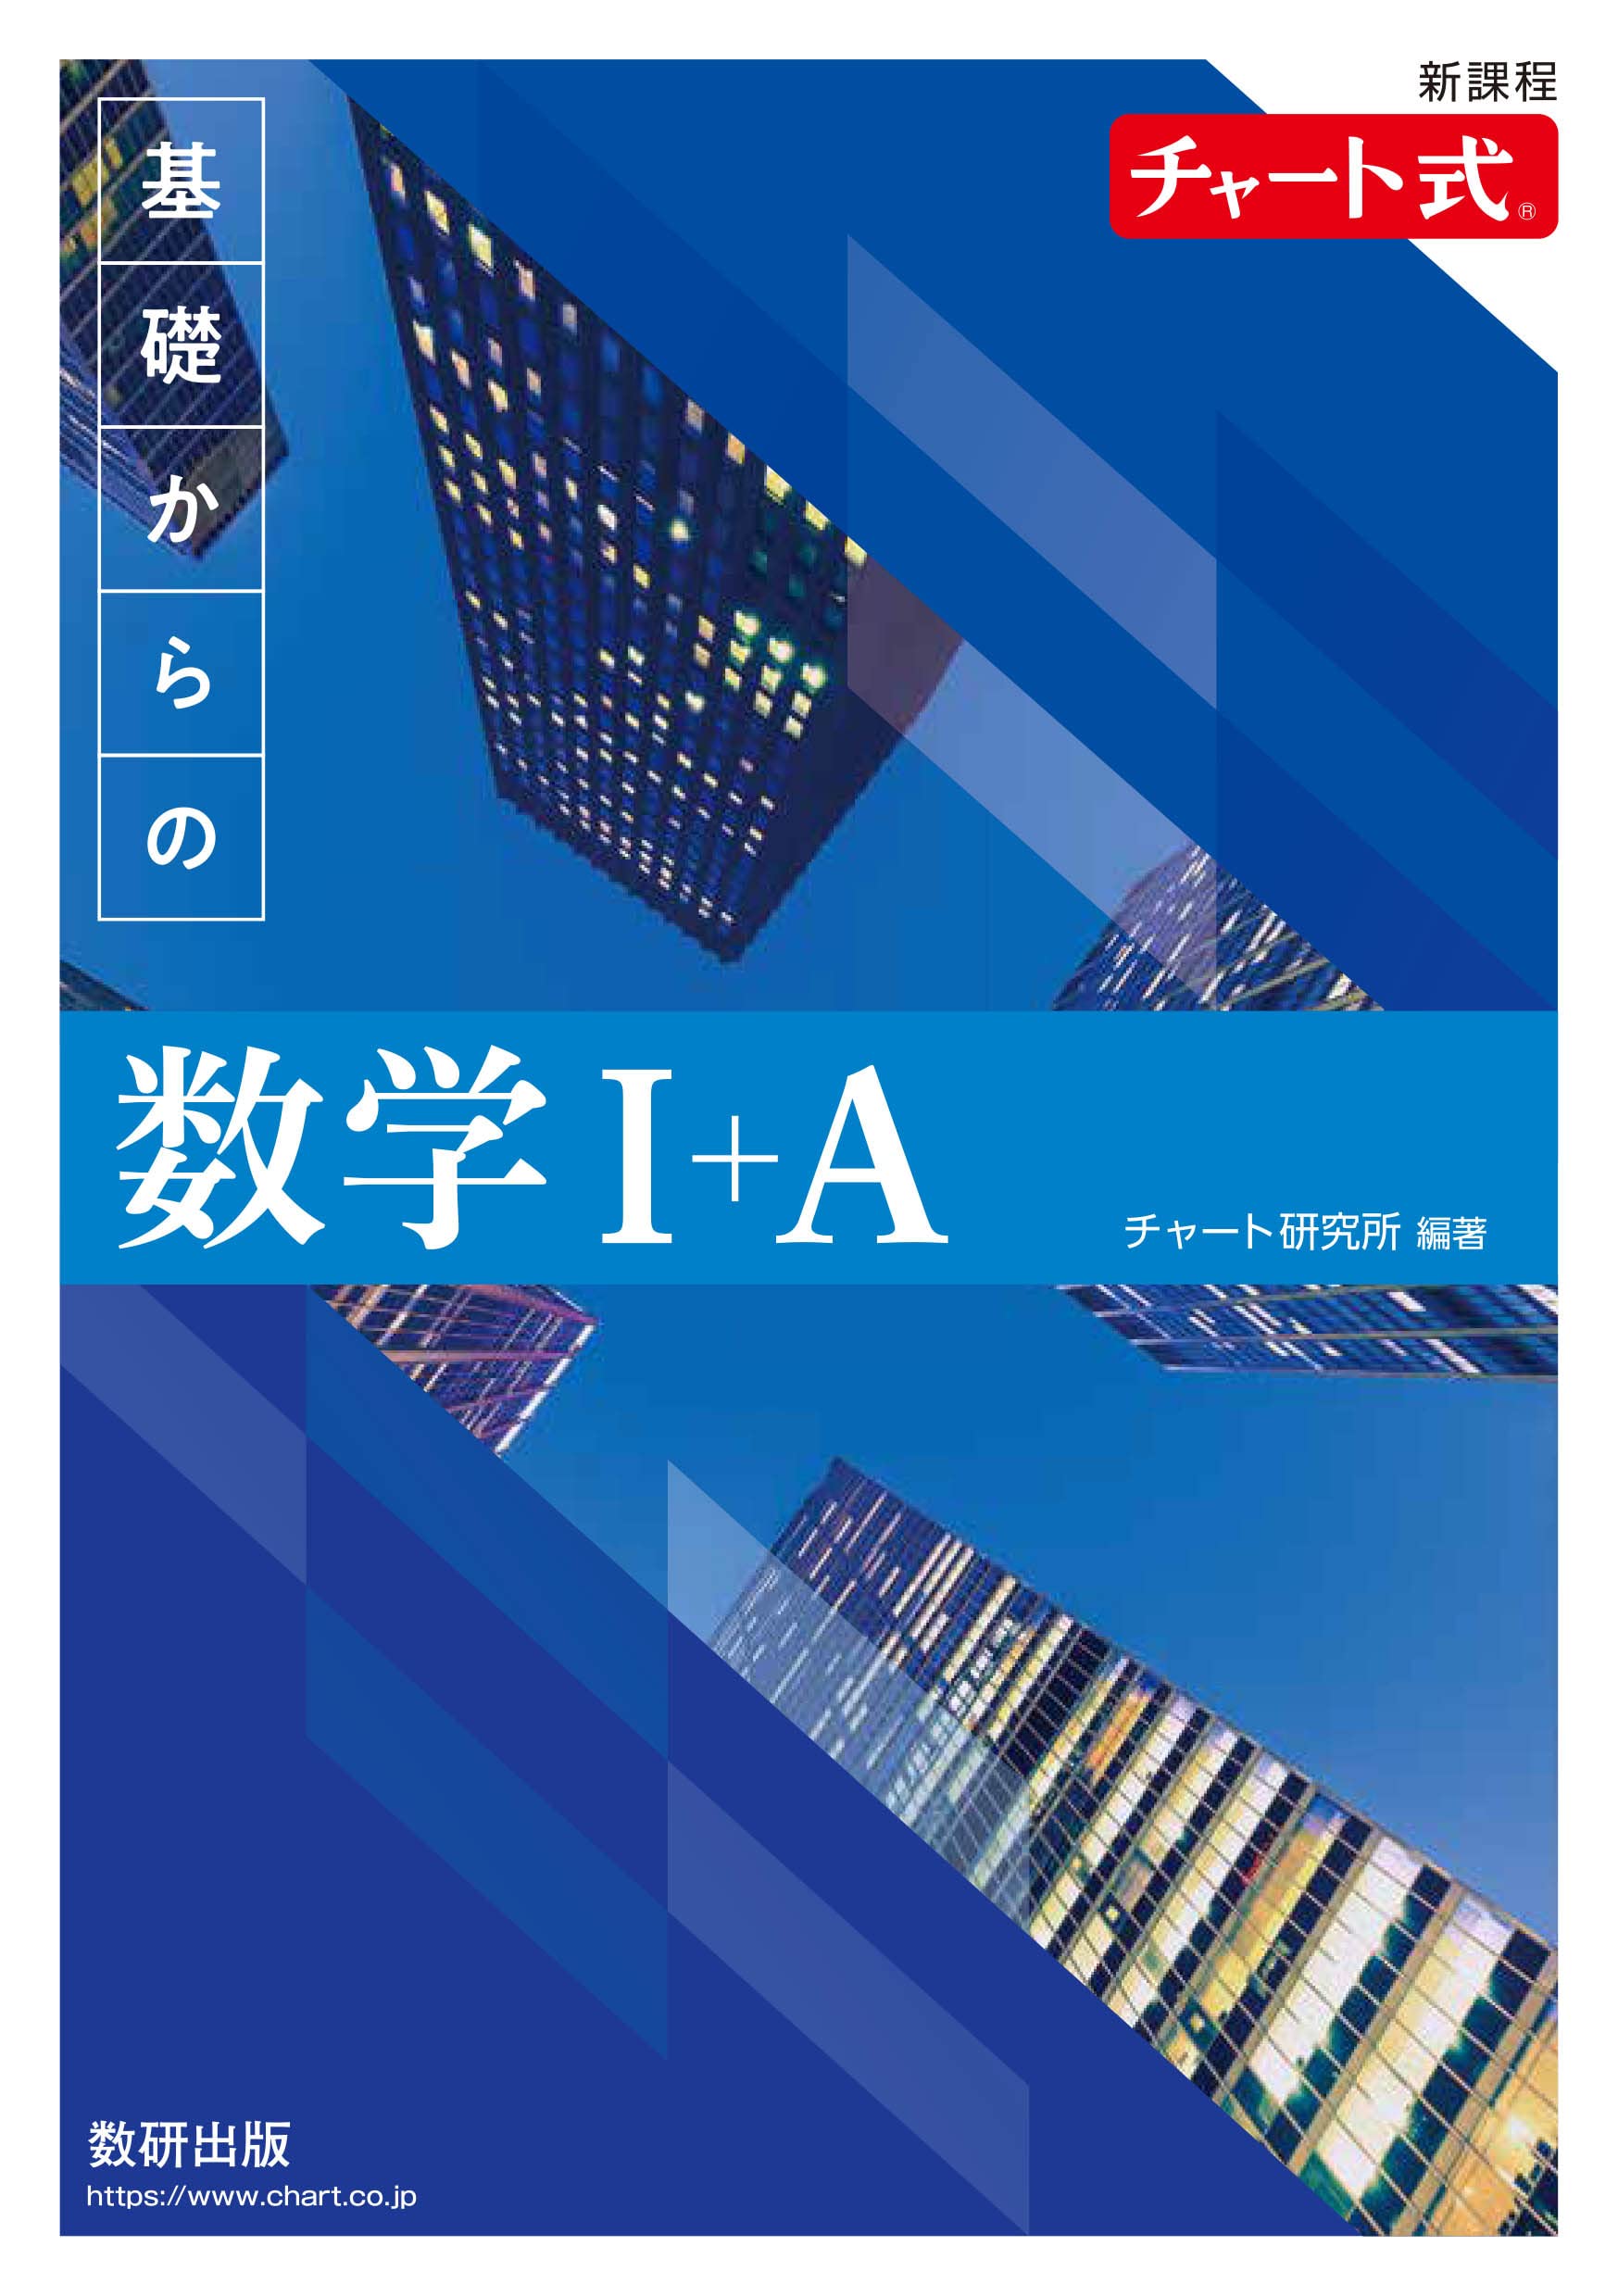 新課程
チャート式®
基礎からの
数学I+A
チャート研究所 編著
数研出版
https://www.chart.co.jp